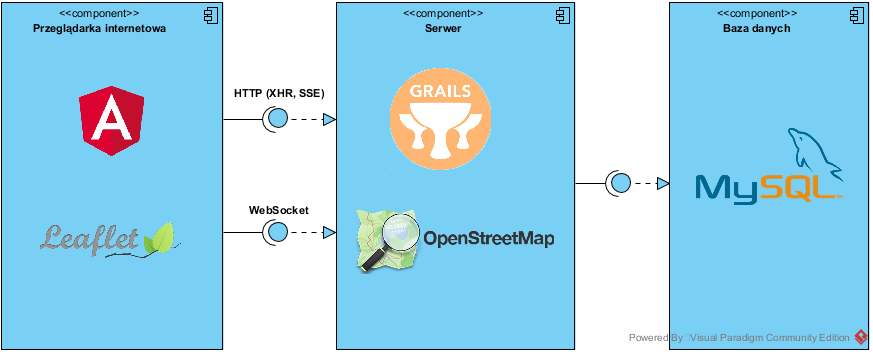 <<component>>
Przeglądarka internetowa
A
Leaflet
HTTP (XHR, SSE)
WebSocket
<<component>>
Serwer
GRAILS
OpenStreetMap
<<component>>
Baza danych
MySQL
Powered By Visual Paradigm Community Edition